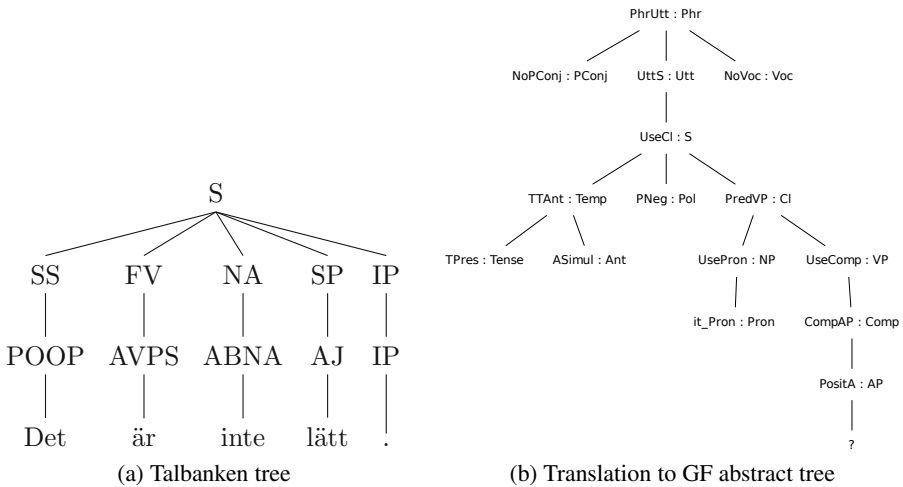 PhrUtt : Phr
NoPConj : PConj UttS : Utt NoVoc : Voc
UseCl : S
TTAnt : Temp PNeg : Pol PredVP : Cl
TPres : Tense ASimul : Ant UsePron : NP UseComp : VP
it_Pron : Pron CompAP : Comp
PositA : AP
?
S
SS FV NA SP IP
POOP AVPS ABNA AJ IP
Det är inte lätt .
(a) Talbanken tree
(b) Translation to GF abstract tree